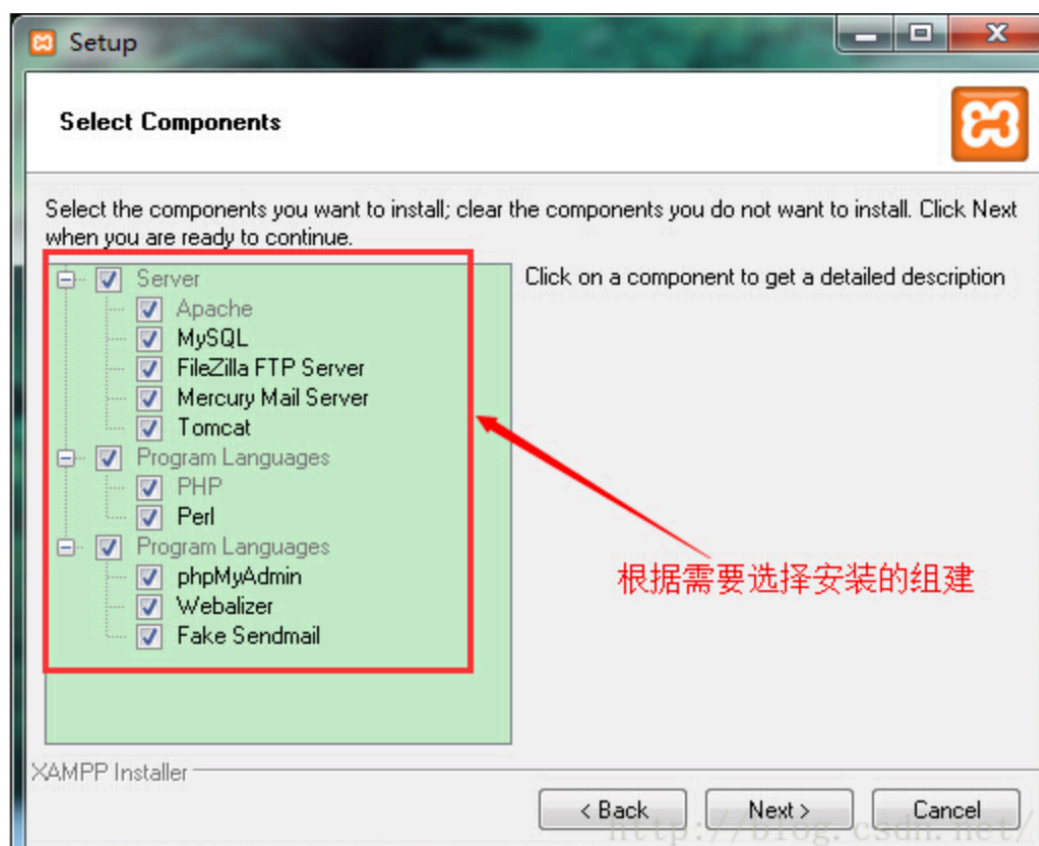 Setup
Select Components
Select the components you want to install; clear the components you do not want to install. Click Next
when you are ready to continue.
Server
Apache
MySQL
FileZilla FTP Server
Mercury Mail Server
Tomcat
Program Languages
PHP
Perl
Program Languages
phpMyAdmin
Webalizer
Fake Sendmail
Click on a component to get a detailed description
根据需要选择安装的组建
XAMPP Installer
< Back
Next >
Cancel
http://blog.csdn.net/